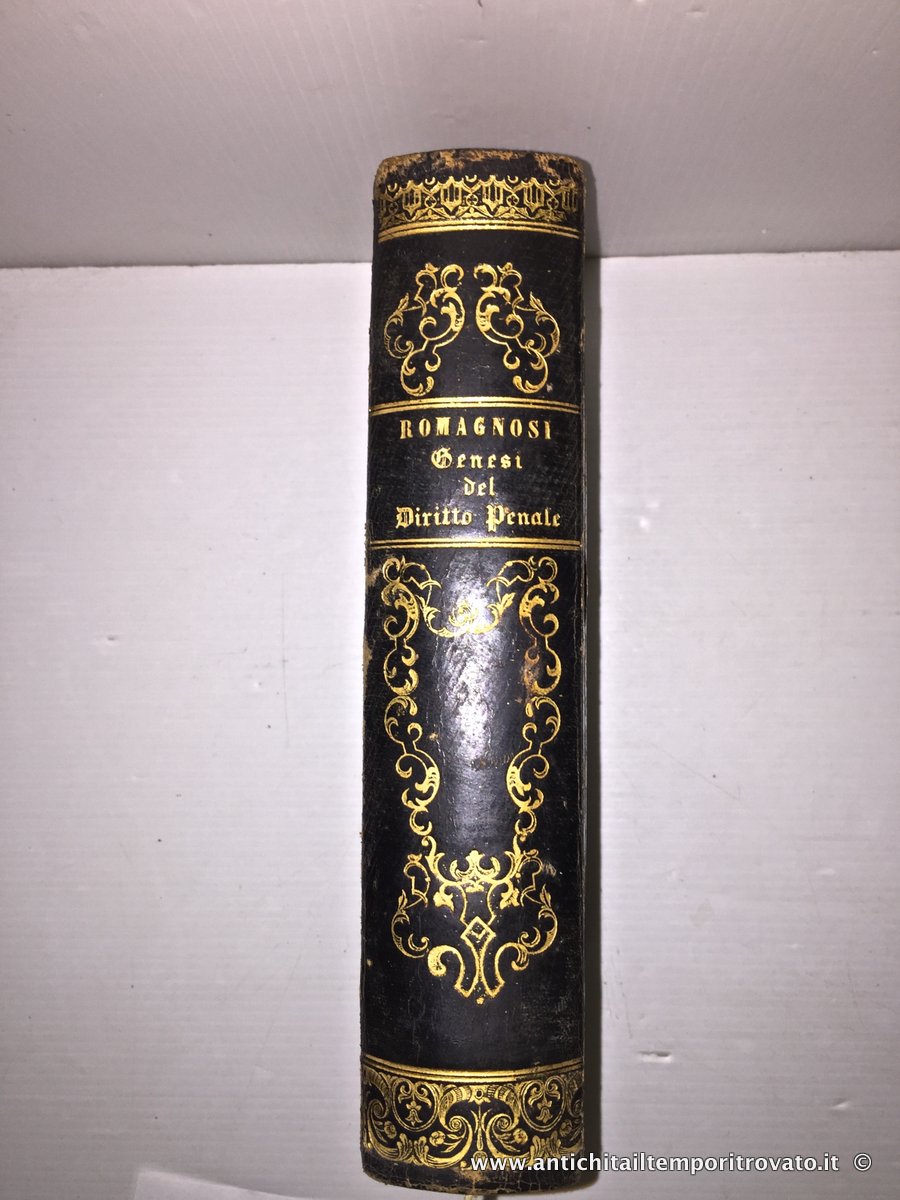 ROMAGNOSI
Genesi
del
Diritto Penale
www.antichitailtemporitrovato.it ©